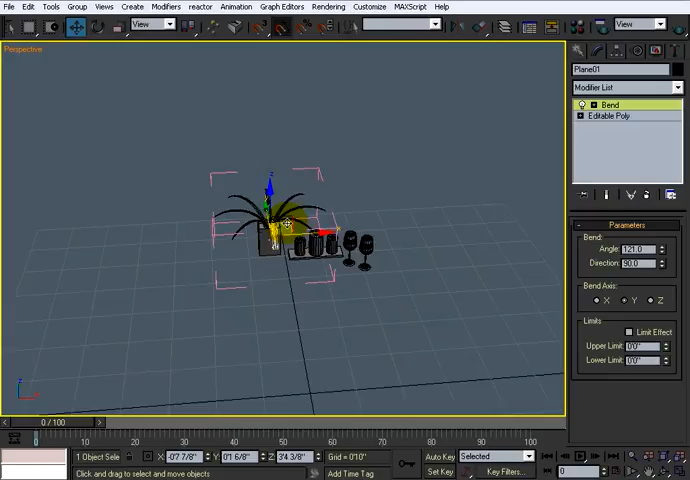 File Edit Tools Group Views Create Modifiers reactor Animation Graph Editors Rendering Customize MAXScript Help
View View
Perspective
Plane01
Modifier List
Bend
Editable Poly
Parameters
Bend:
Angle: 121.0
Direction: 90.0
Bend Axis:
X Y Z
Limits
Limit Effect
Upper Limit: 0'0"
Lower Limit: 0'0"
z
x
0 / 100
0 10 20 30 40 50 60 70 80 90 100
1 Object Sele X: -0'7 7/8" Y: 0'1 6/8" Z: 3'4 3/8" Grid = 0'10" Auto Key Selected
Click and drag to select and move objects Add Time Tag Set Key Key Filters... 0